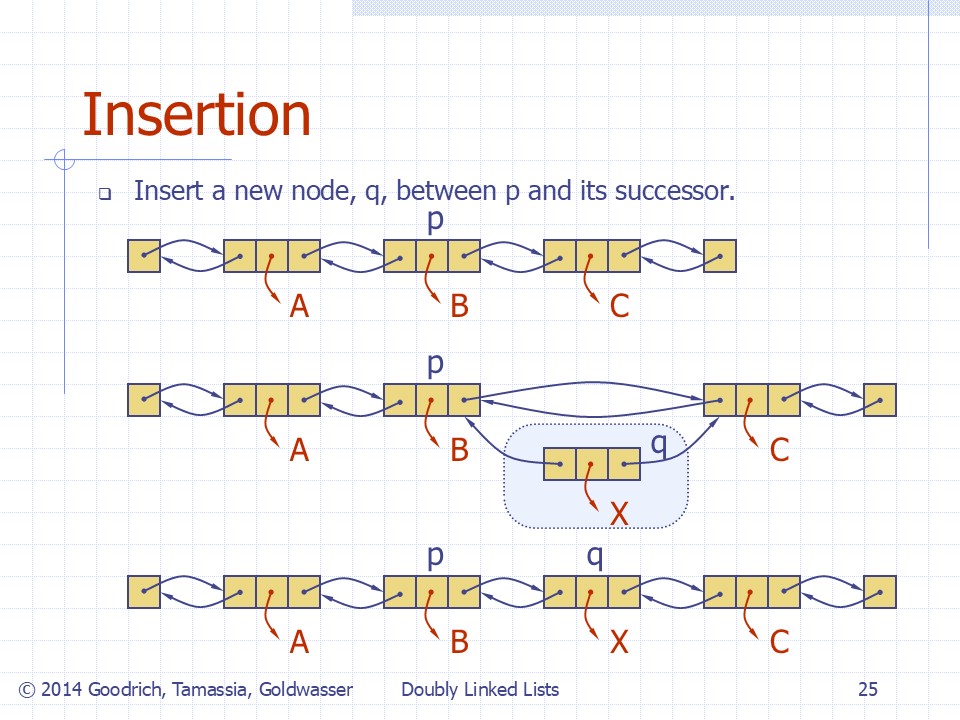 Insertion
Insert a new node, q, between p and its successor.
p
A B C
p
q
A B C
X
p q
A B X C
© 2014 Goodrich, Tamassia, Goldwasser Doubly Linked Lists 25